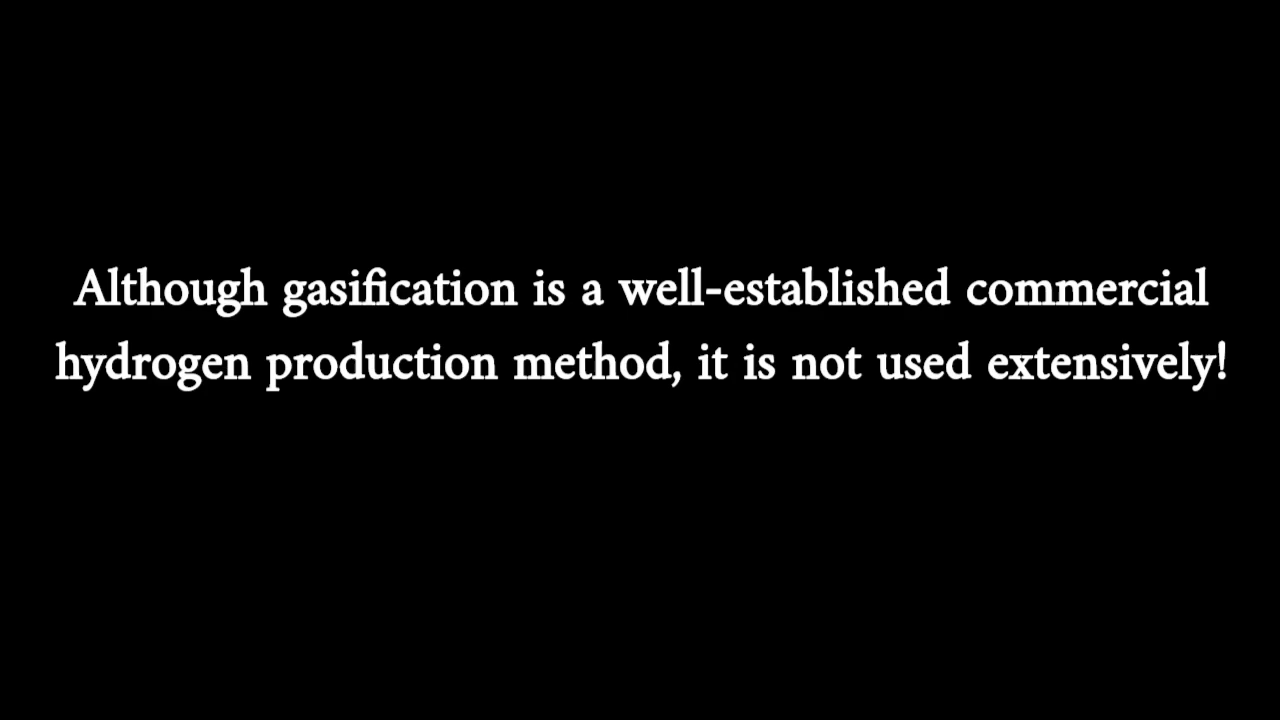 Although gasification is a well-established commercial
hydrogen production method, it is not used extensively!